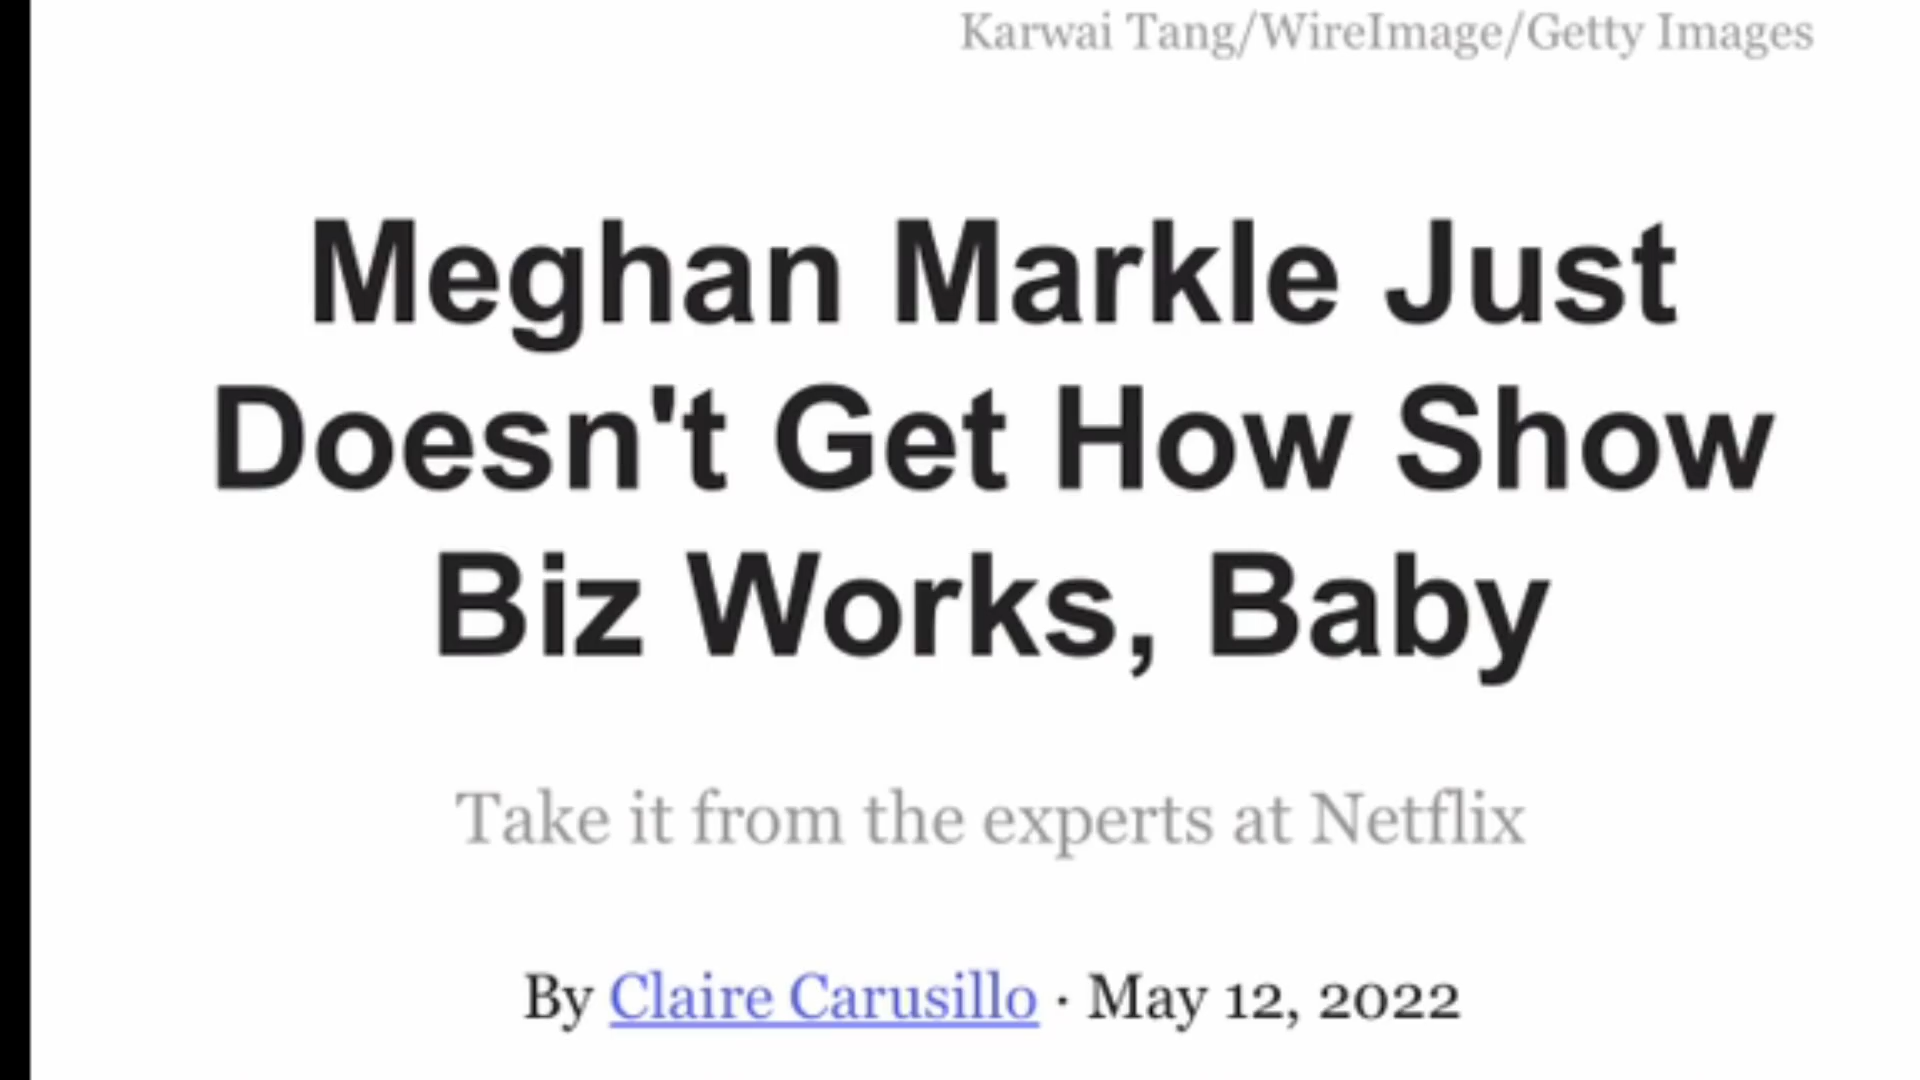 Karwai Tang/WireImage/Getty Images
Meghan Markle Just
Doesn't Get How Show
Biz Works, Baby
Take it from the experts at Netflix
By Claire Carusillo · May 12, 2022